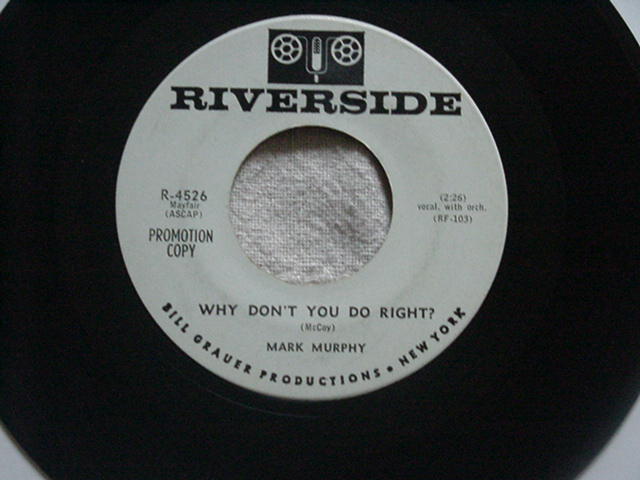 RIVERSIDE
R-4526
Mayfair
(ASCAP)
PROMOTION
COPY
(2:26)
vocal. with orch.
(RF-103)
WHY DON'T YOU DO RIGHT?
(McCoy)
MARK MURPHY
BILL GRAUER PRODUCTIONS • NEW YORK